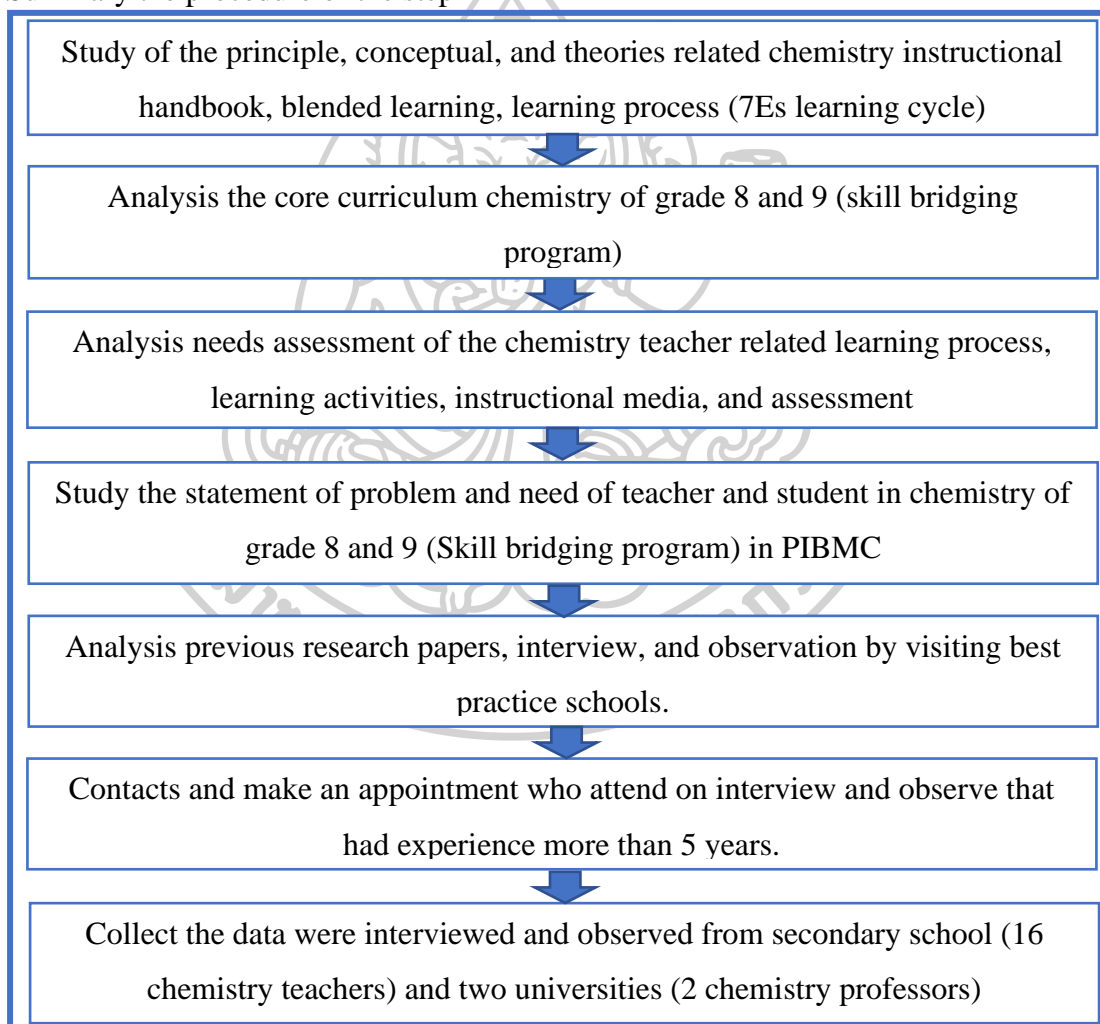 Summary the procedure of the step
Study of the principle, conceptual, and theories related chemistry instructional
handbook, blended learning, learning process (7Es learning cycle)
Analysis the core curriculum chemistry of grade 8 and 9 (skill bridging
program)
Analysis needs assessment of the chemistry teacher related learning process,
learning activities, instructional media, and assessment
Study the statement of problem and need of teacher and student in chemistry of
grade 8 and 9 (Skill bridging program) in PIBMC
Analysis previous research papers, interview, and observation by visiting best
practice schools.
Contacts and make an appointment who attend on interview and observe that
had experience more than 5 years.
Collect the data were interviewed and observed from secondary school (16
chemistry teachers) and two universities (2 chemistry professors)